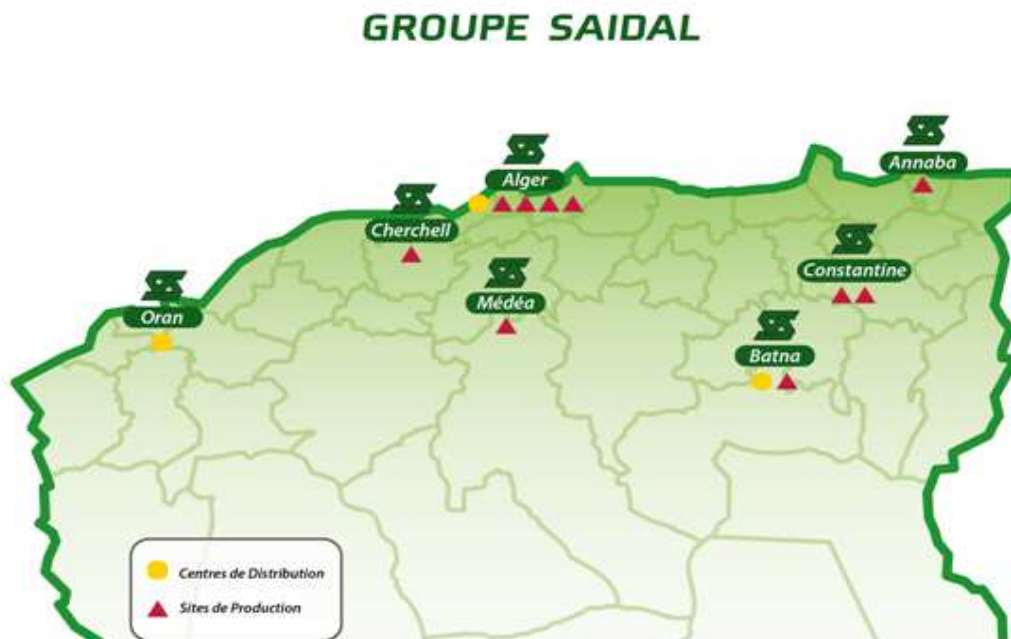 GROUPE SAIDAL
Annaba
Alger
Cherchell
Constantine
Médéa
Oran
Batna
Centres de Distribution
Sites de Production